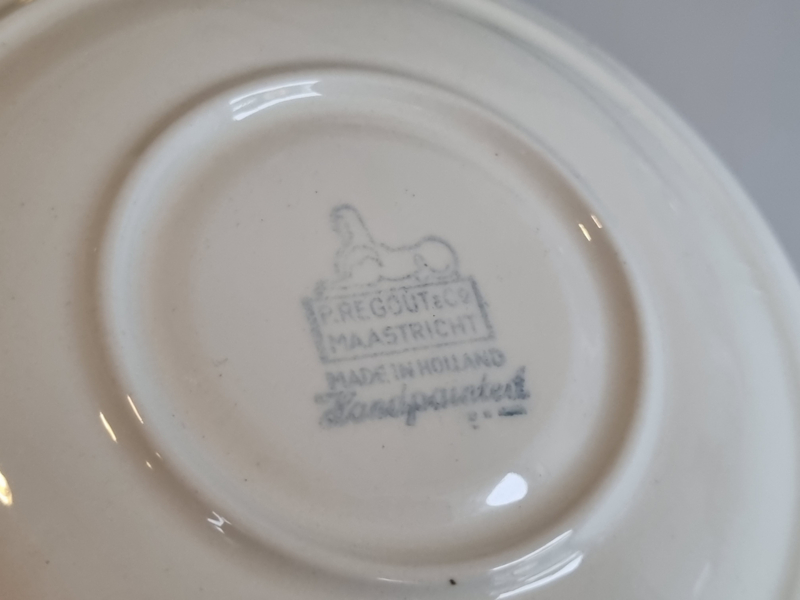 P. REGOUT & Co.
MAASTRICHT
MADE IN HOLLAND
Handpainted